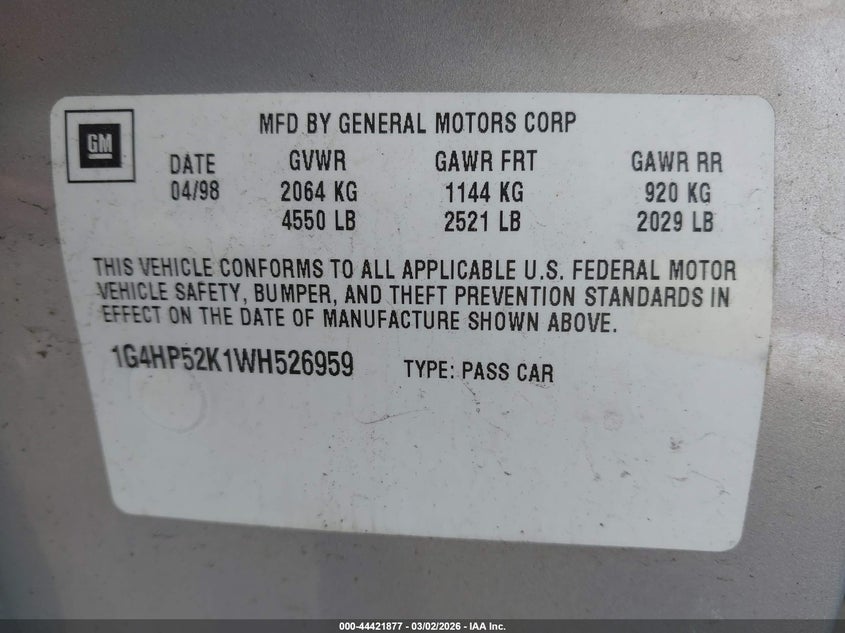 GM
MFD BY GENERAL MOTORS CORP
DATE GVWR GAWR FRT GAWR RR
04/98 2064 KG 1144 KG 920 KG
4550 LB 2521 LB 2029 LB
THIS VEHICLE CONFORMS TO ALL APPLICABLE U.S. FEDERAL MOTOR
VEHICLE SAFETY, BUMPER, AND THEFT PREVENTION STANDARDS IN
EFFECT ON THE DATE OF MANUFACTURE SHOWN ABOVE.
1G4HP52K1WH526959 TYPE: PASS CAR
000-44421877 - 03/02/2026 - IAA Inc.